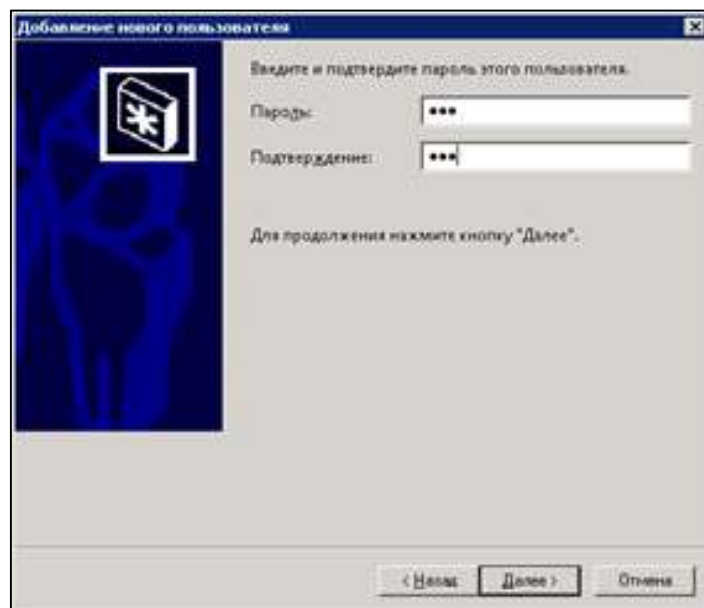 Добавление нового пользователя
Введите и подтвердите пароль этого пользователя.
Пароль:
Подтверждение:
Для продолжения нажмите кнопку "Далее".
< Назад
Далее >
Отмена